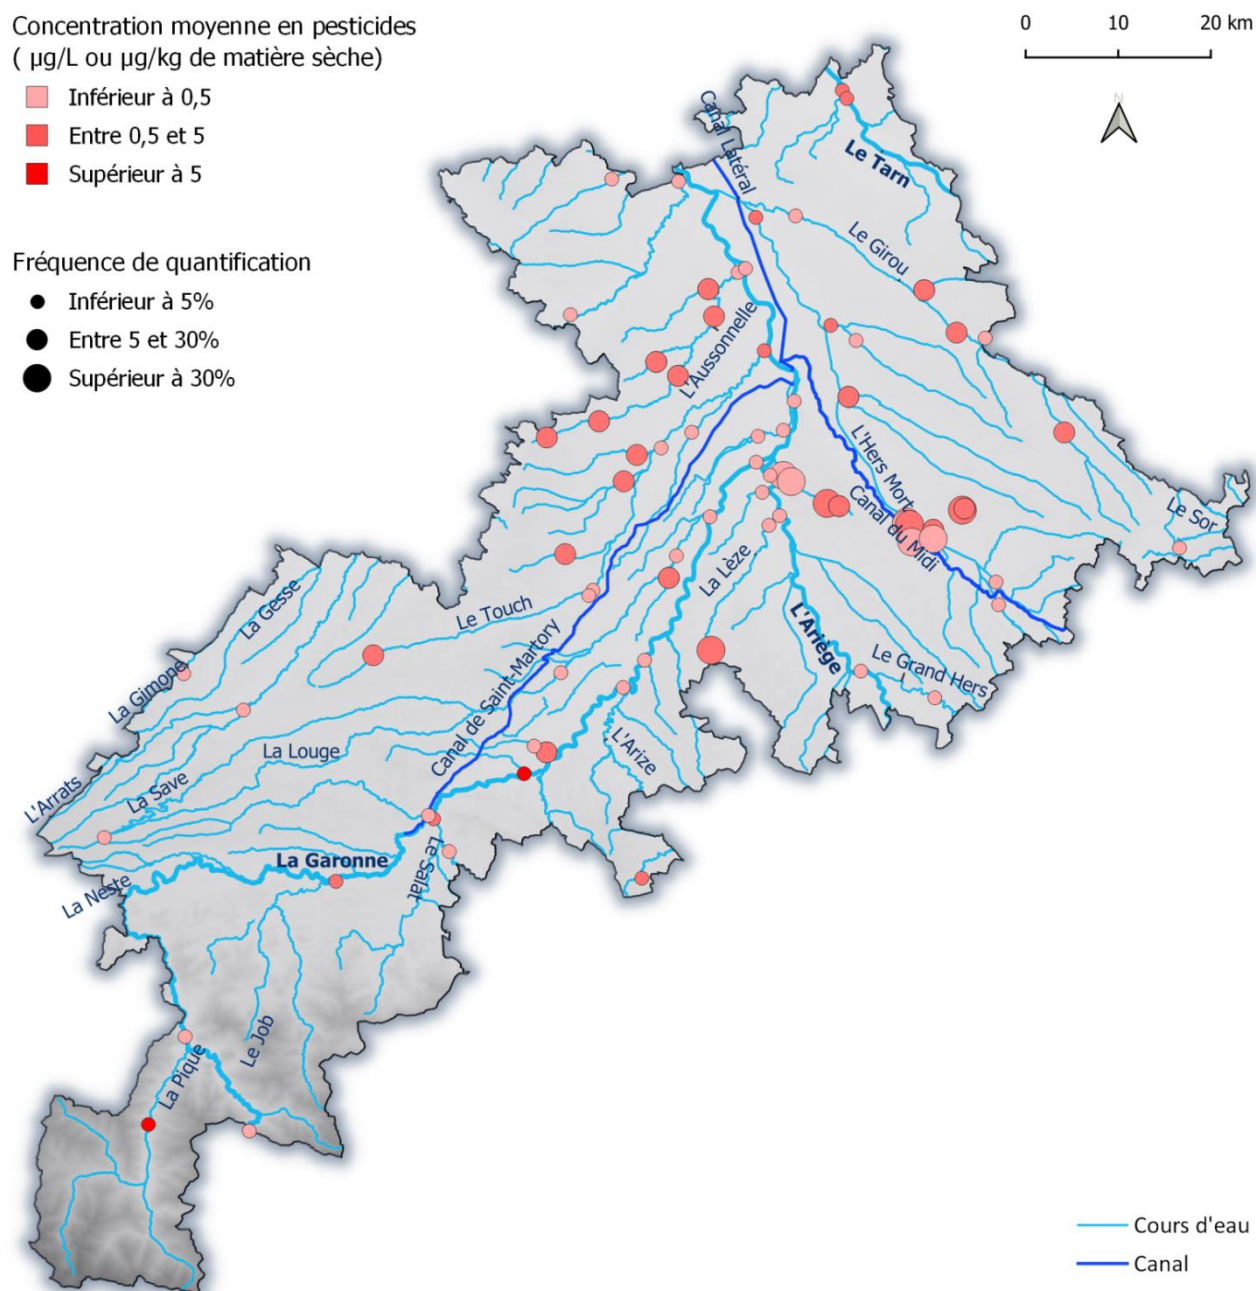 Concentration moyenne en pesticides
( µg/L ou µg/kg de matière sèche)
Inférieur à 0,5
Entre 0,5 et 5
Supérieur à 5
Fréquence de quantification
Inférieur à 5%
Entre 5 et 30%
Supérieur à 30%
0 10 20 km
N
Canal Latéral
Le Tarn
Le Girou
L'Aussonnelle
L'Hers Mort
Canal du Midi
Le Sor
La Lèze
La Gesse
Le Touch
L'Ariège
La Gimone
Le Grand Hers
Canal de Saint-Martory
La Louge
L'Arize
L'Arrats
La Save
La Garonne
Le Salat
La Neste
Le Job
La Pique
Cours d'eau
Canal